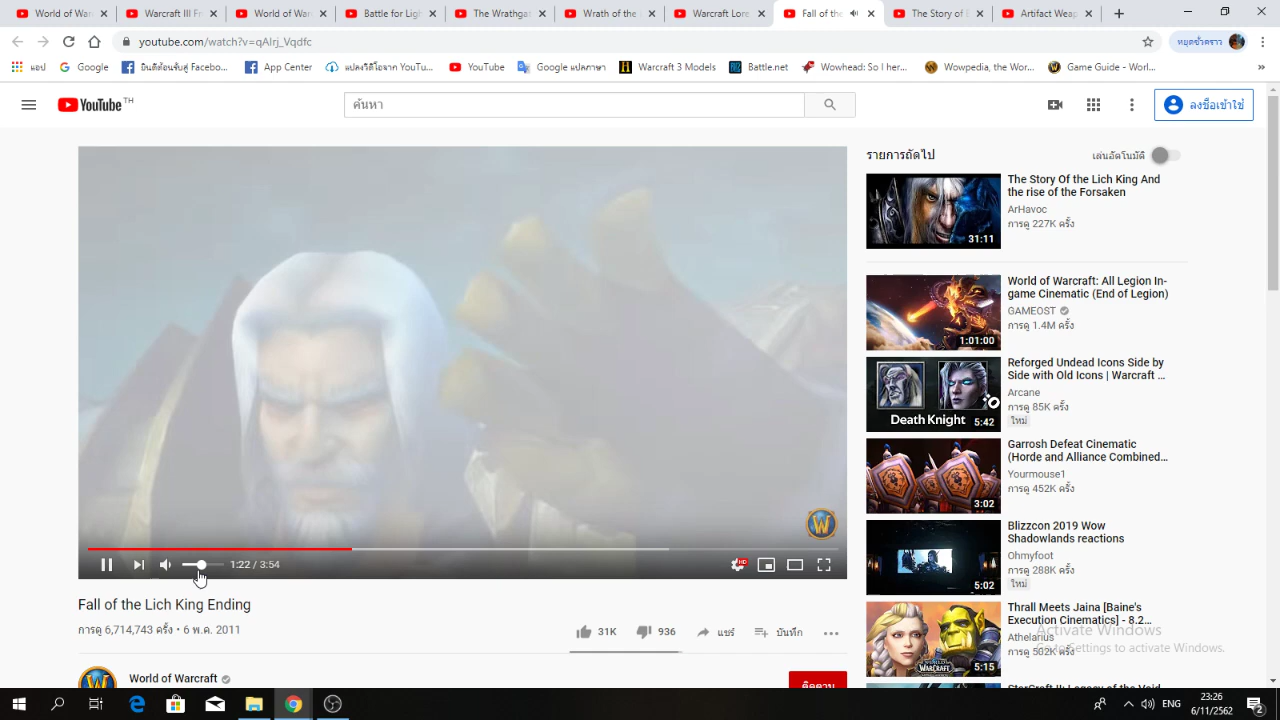 World of War
Warcraft III Fr
World of War
Battle for Ligh
The Wrathgat
Wrath of the
Warcraft Lore
Fall of the
The Story of
Artifact Weap
youtube.com/watch?v=qAlrj_Vqdfc
หยุดชั่วคราว
แอป
Google
ยินดีต้อนรับสู่ Facebo...
App Center
แปลงวิดีโอจาก YouTu...
YouTube
Google แปลภาษา
Warcraft 3 Models
Battle.net
Wowhead: So I her...
Wowpedia, the Wor...
Game Guide - Worl...
YouTube TH
ค้นหา
ลงชื่อเข้าใช้
รายการถัดไป
เล่นอัตโนมัติ
The Story Of the Lich King And
the rise of the Forsaken
ArHavoc
การดู 227K ครั้ง
31:11
World of Warcraft: All Legion In-
game Cinematic (End of Legion)
GAMEOST
การดู 1.4M ครั้ง
1:01:00
Reforged Undead Icons Side by
Side with Old Icons | Warcraft ...
Arcane
การดู 85K ครั้ง
ใหม่
Death Knight
5:42
Garrosh Defeat Cinematic
(Horde and Alliance Combined...
Yourmouse1
การดู 452K ครั้ง
3:02
Blizzcon 2019 Wow
Shadowlands reactions
Ohmyfoot
การดู 288K ครั้ง
ใหม่
5:02
Thrall Meets Jaina [Baine's
Execution Cinematics] - 8.2...
Athelarius
การดู 502K ครั้ง
5:15
WORLD WARCRAFT
W
1:22 / 3:54
HD
Fall of the Lich King Ending
การดู 6,714,743 ครั้ง • 6 พ.ค. 2011
31K
936
แชร์
บันทึก
World of Warcraft
ติดตาม
Activate Windows
Go to Settings to activate Windows.
ENG
23:26
6/11/2562
2